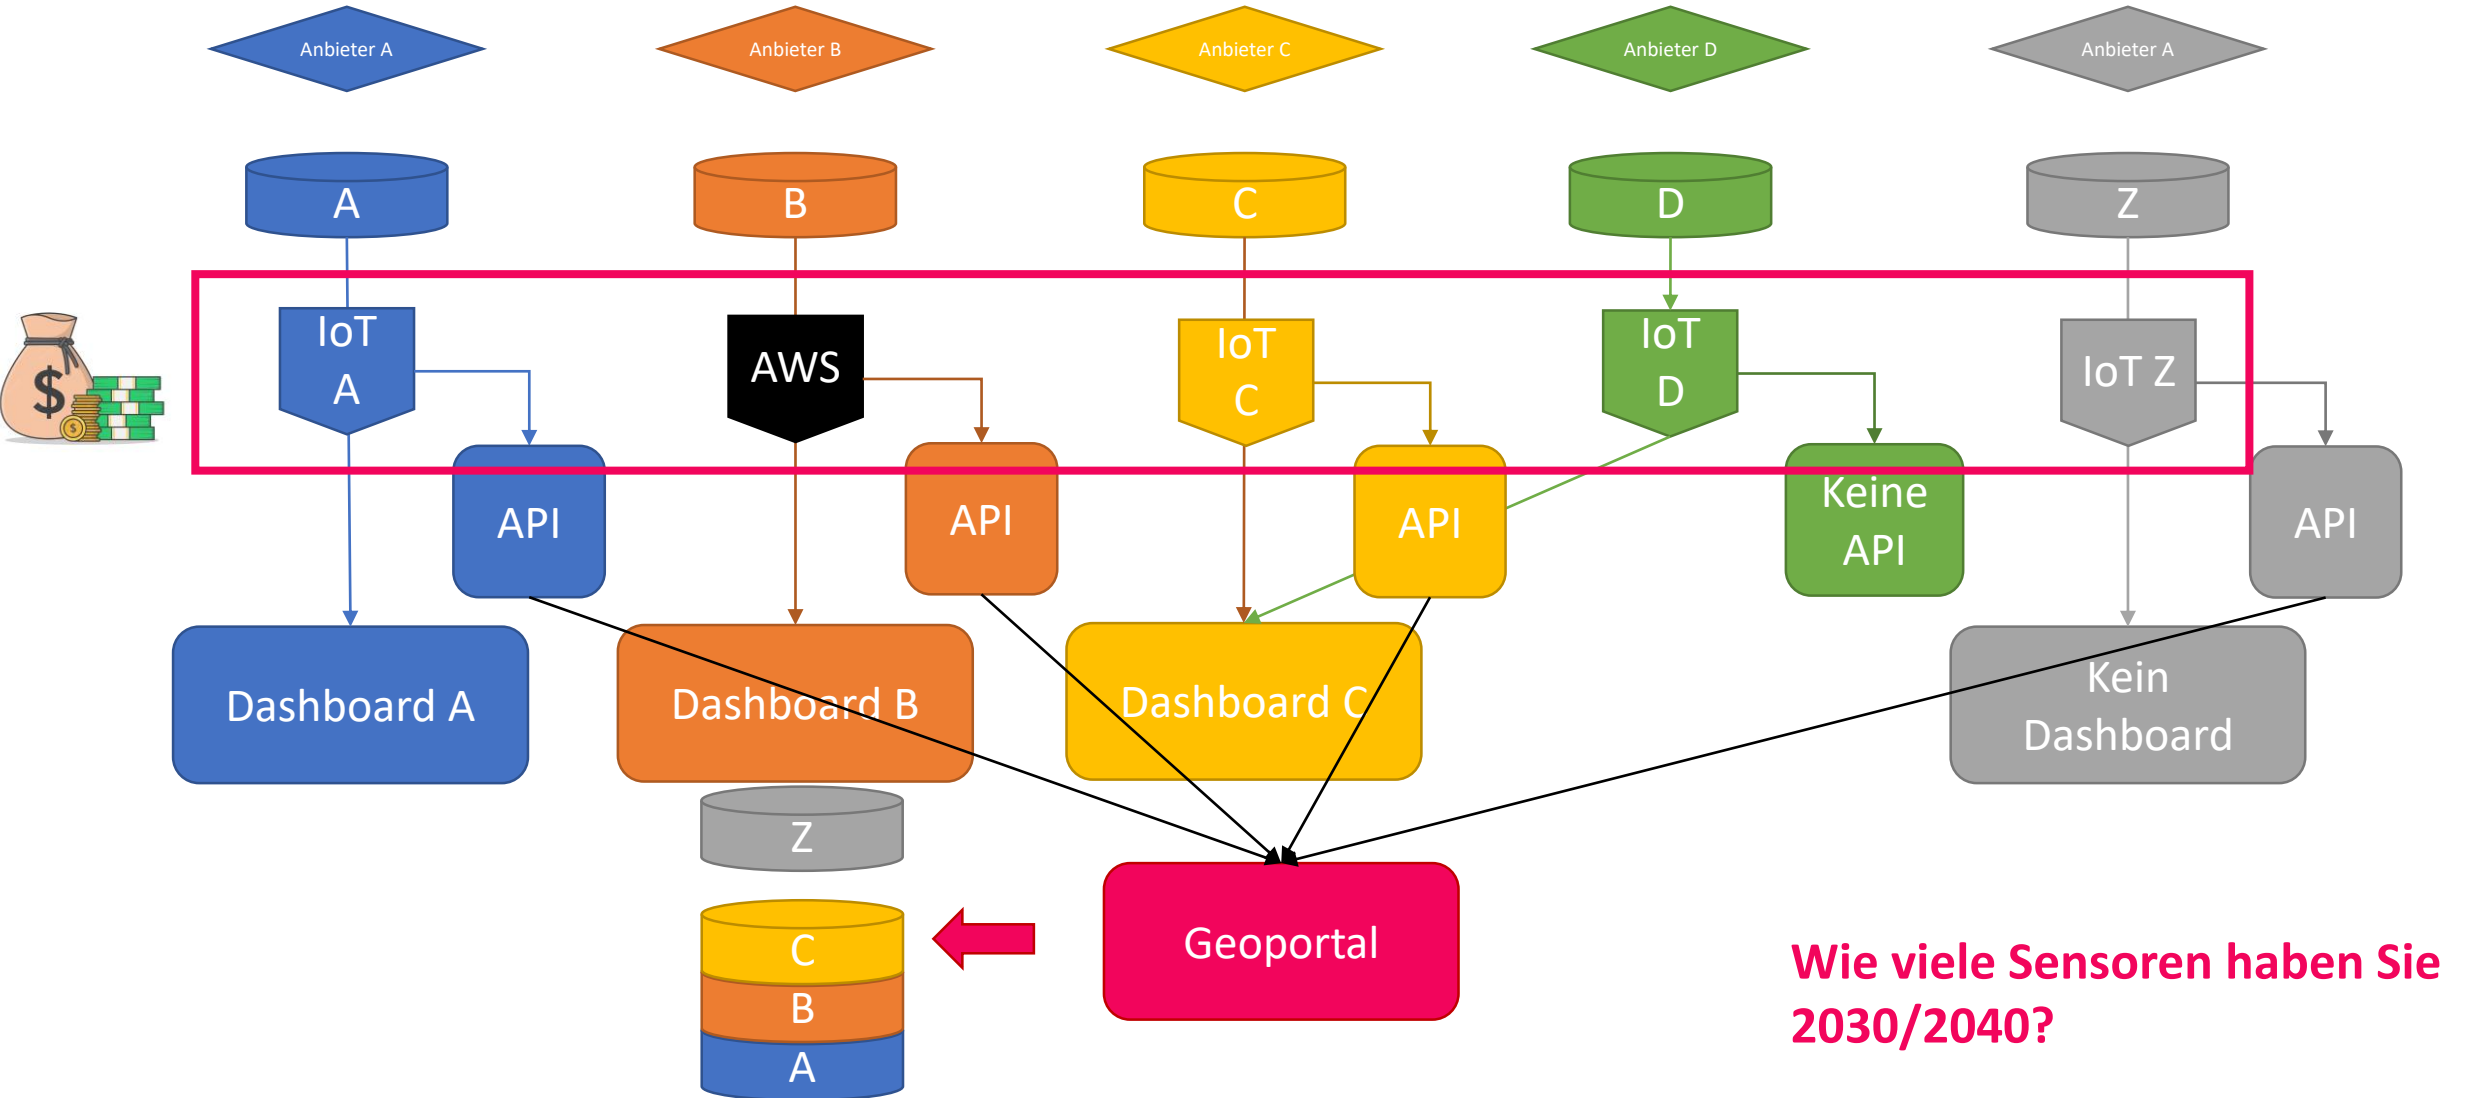 Anbieter A
Anbieter B
Anbieter C
Anbieter D
Anbieter A
A
B
C
D
Z
IoT
A
AWS
IoT
C
IoT
D
IoT Z
$
$
API
API
API
Keine
API
API
Dashboard A
Dashboard B
Dashboard C
Kein
Dashboard
Z
C
B
A
Geoportal
Wie viele Sensoren haben Sie
2030/2040?